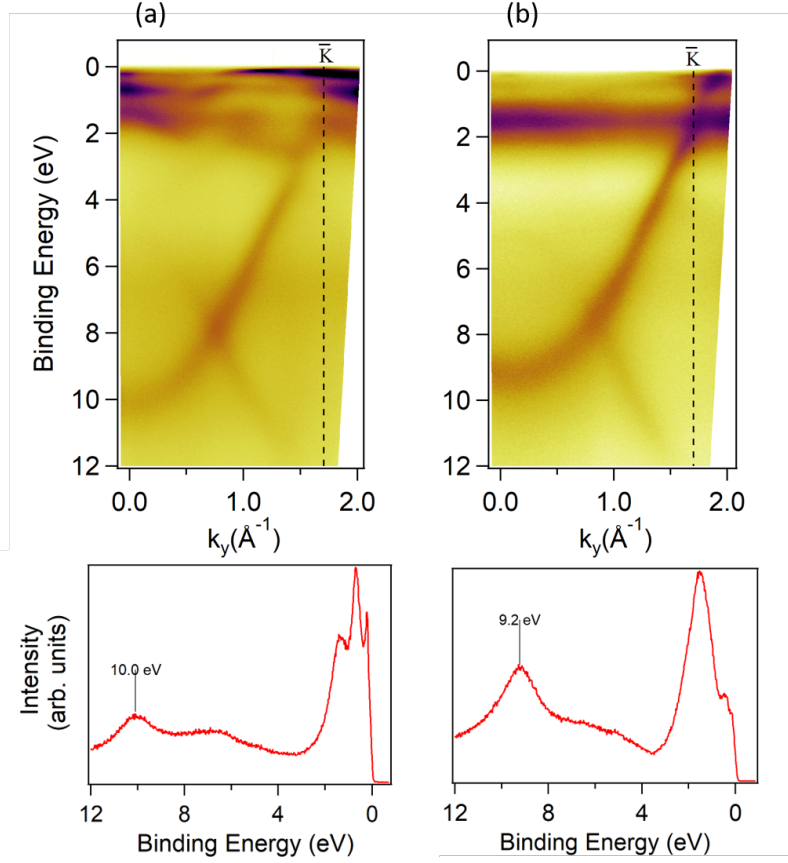 (a)
(b)
K̅
K̅
0
2
4
6
8
10
12
Binding Energy (eV)
0
2
4
6
8
10
12
0.0 1.0 2.0
k_y(Å⁻¹)
0.0 1.0 2.0
k_y(Å⁻¹)
Intensity
(arb. units)
10.0 eV
12 8 4 0
Binding Energy (eV)
9.2 eV
12 8 4 0
Binding Energy (eV)